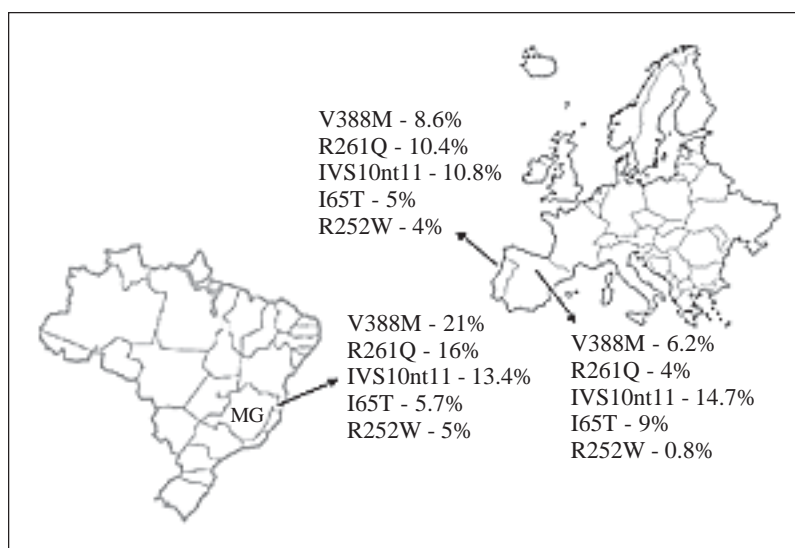 V388M - 8.6%
R261Q - 10.4%
IVS10nt11 - 10.8%
I65T - 5%
R252W - 4%
V388M - 21%
R261Q - 16%
IVS10nt11 - 13.4%
I65T - 5.7%
R252W - 5%
MG
V388M - 6.2%
R261Q - 4%
IVS10nt11 - 14.7%
I65T - 9%
R252W - 0.8%